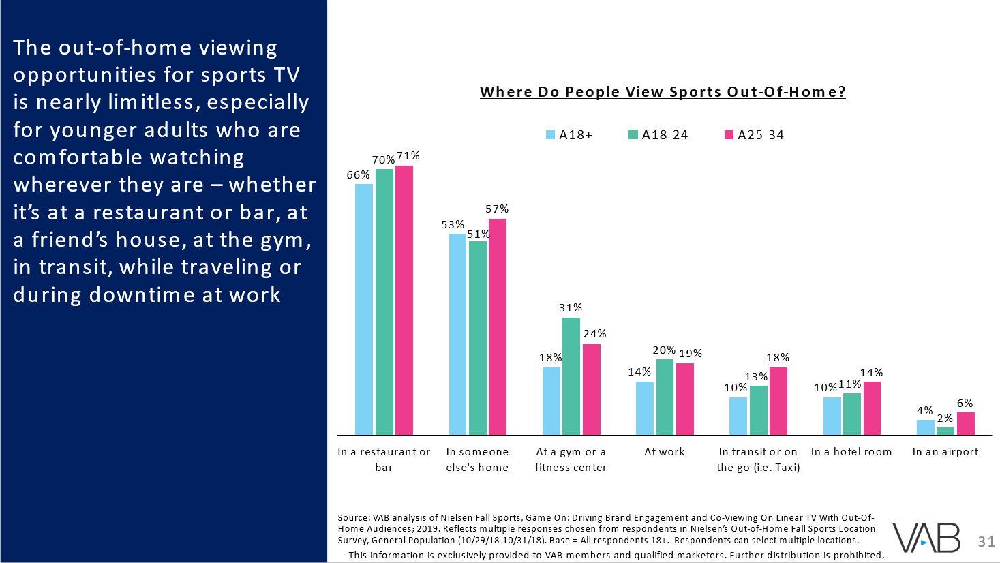 The out-of-home viewing
opportunities for sports TV
is nearly limitless, especially
for younger adults who are
comfortable watching
wherever they are – whether
it’s at a restaurant or bar, at
a friend’s house, at the gym,
in transit, while traveling or
during downtime at work
Where Do People View Sports Out-Of-Home?
A18+ A18-24 A25-34
66% 70% 71%
53% 51% 57%
18% 31% 24%
14% 20% 19%
10% 13% 18%
10% 11% 14%
4% 2% 6%
In a restaurant or
bar
In someone
else's home
At a gym or a
fitness center
At work
In transit or on
the go (i.e. Taxi)
In a hotel room
In an airport
Source: VAB analysis of Nielsen Fall Sports, Game On: Driving Brand Engagement and Co-Viewing On Linear TV With Out-Of-
Home Audiences; 2019. Reflects multiple responses chosen from respondents in Nielsen’s Out-of-Home Fall Sports Location
Survey, General Population (10/29/18-10/31/18). Base = All respondents 18+. Respondents can select multiple locations.
This information is exclusively provided to VAB members and qualified marketers. Further distribution is prohibited.
VAB
31